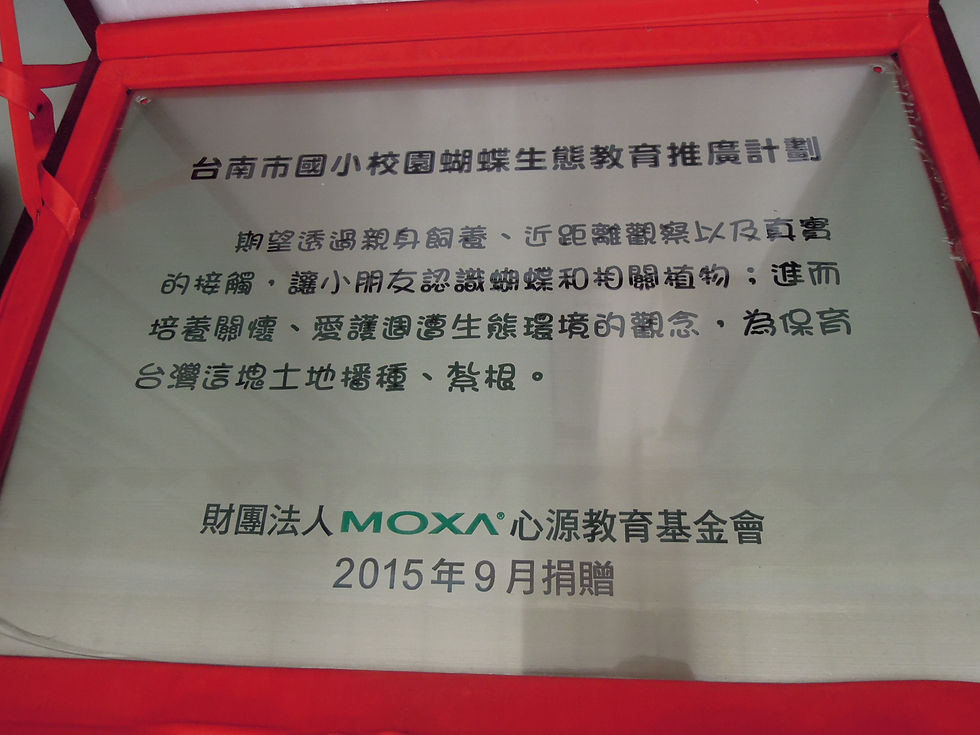 台南市國小校園蝴蝶生態教育推廣計劃
期望透過親身飼養、近距離觀察以及真實
的接觸，讓小朋友認識蝴蝶和相關植物；進而
培養關懷、愛護週遭生態環境的觀念，為保育
台灣這塊土地播種、紮根。
財團法人MOXA®心源教育基金會
2015年9月捐贈